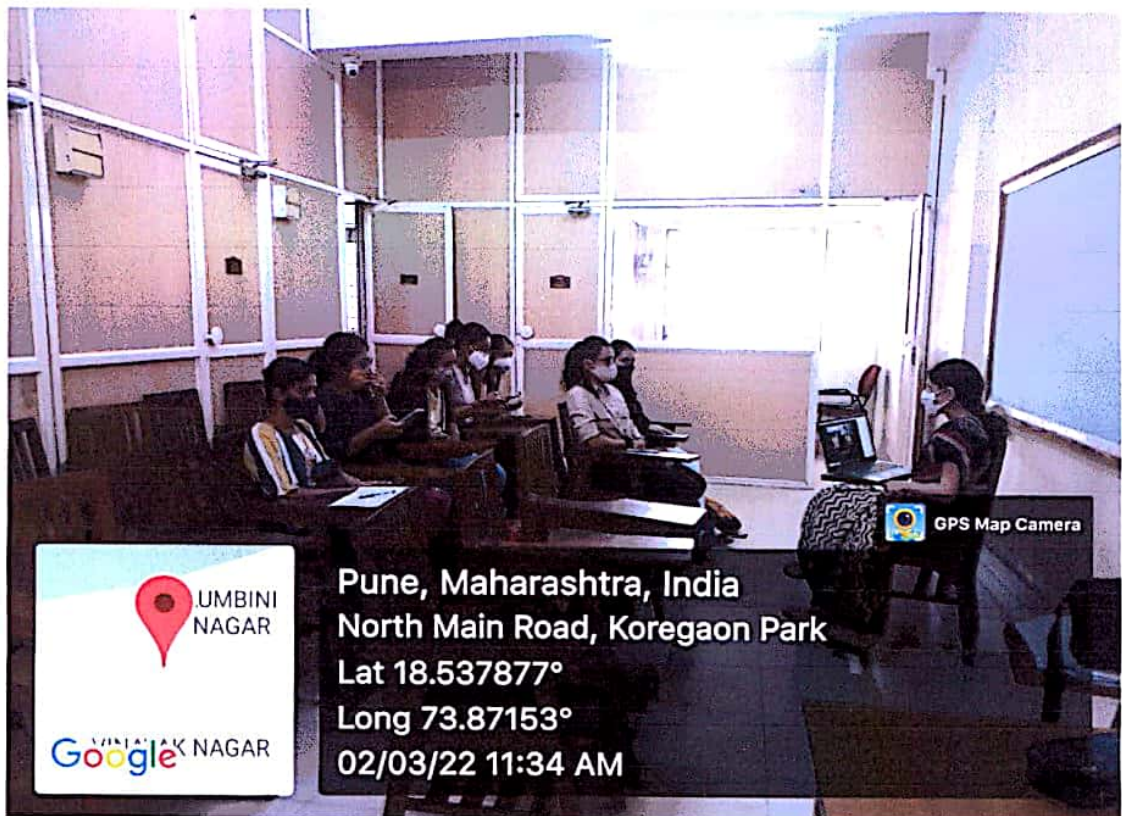 GPS Map Camera
.UMBINI
NAGAR
NAGAR
Google
Pune, Maharashtra, India
North Main Road, Koregaon Park
Lat 18.537877°
Long 73.87153°
02/03/22 11:34 AM